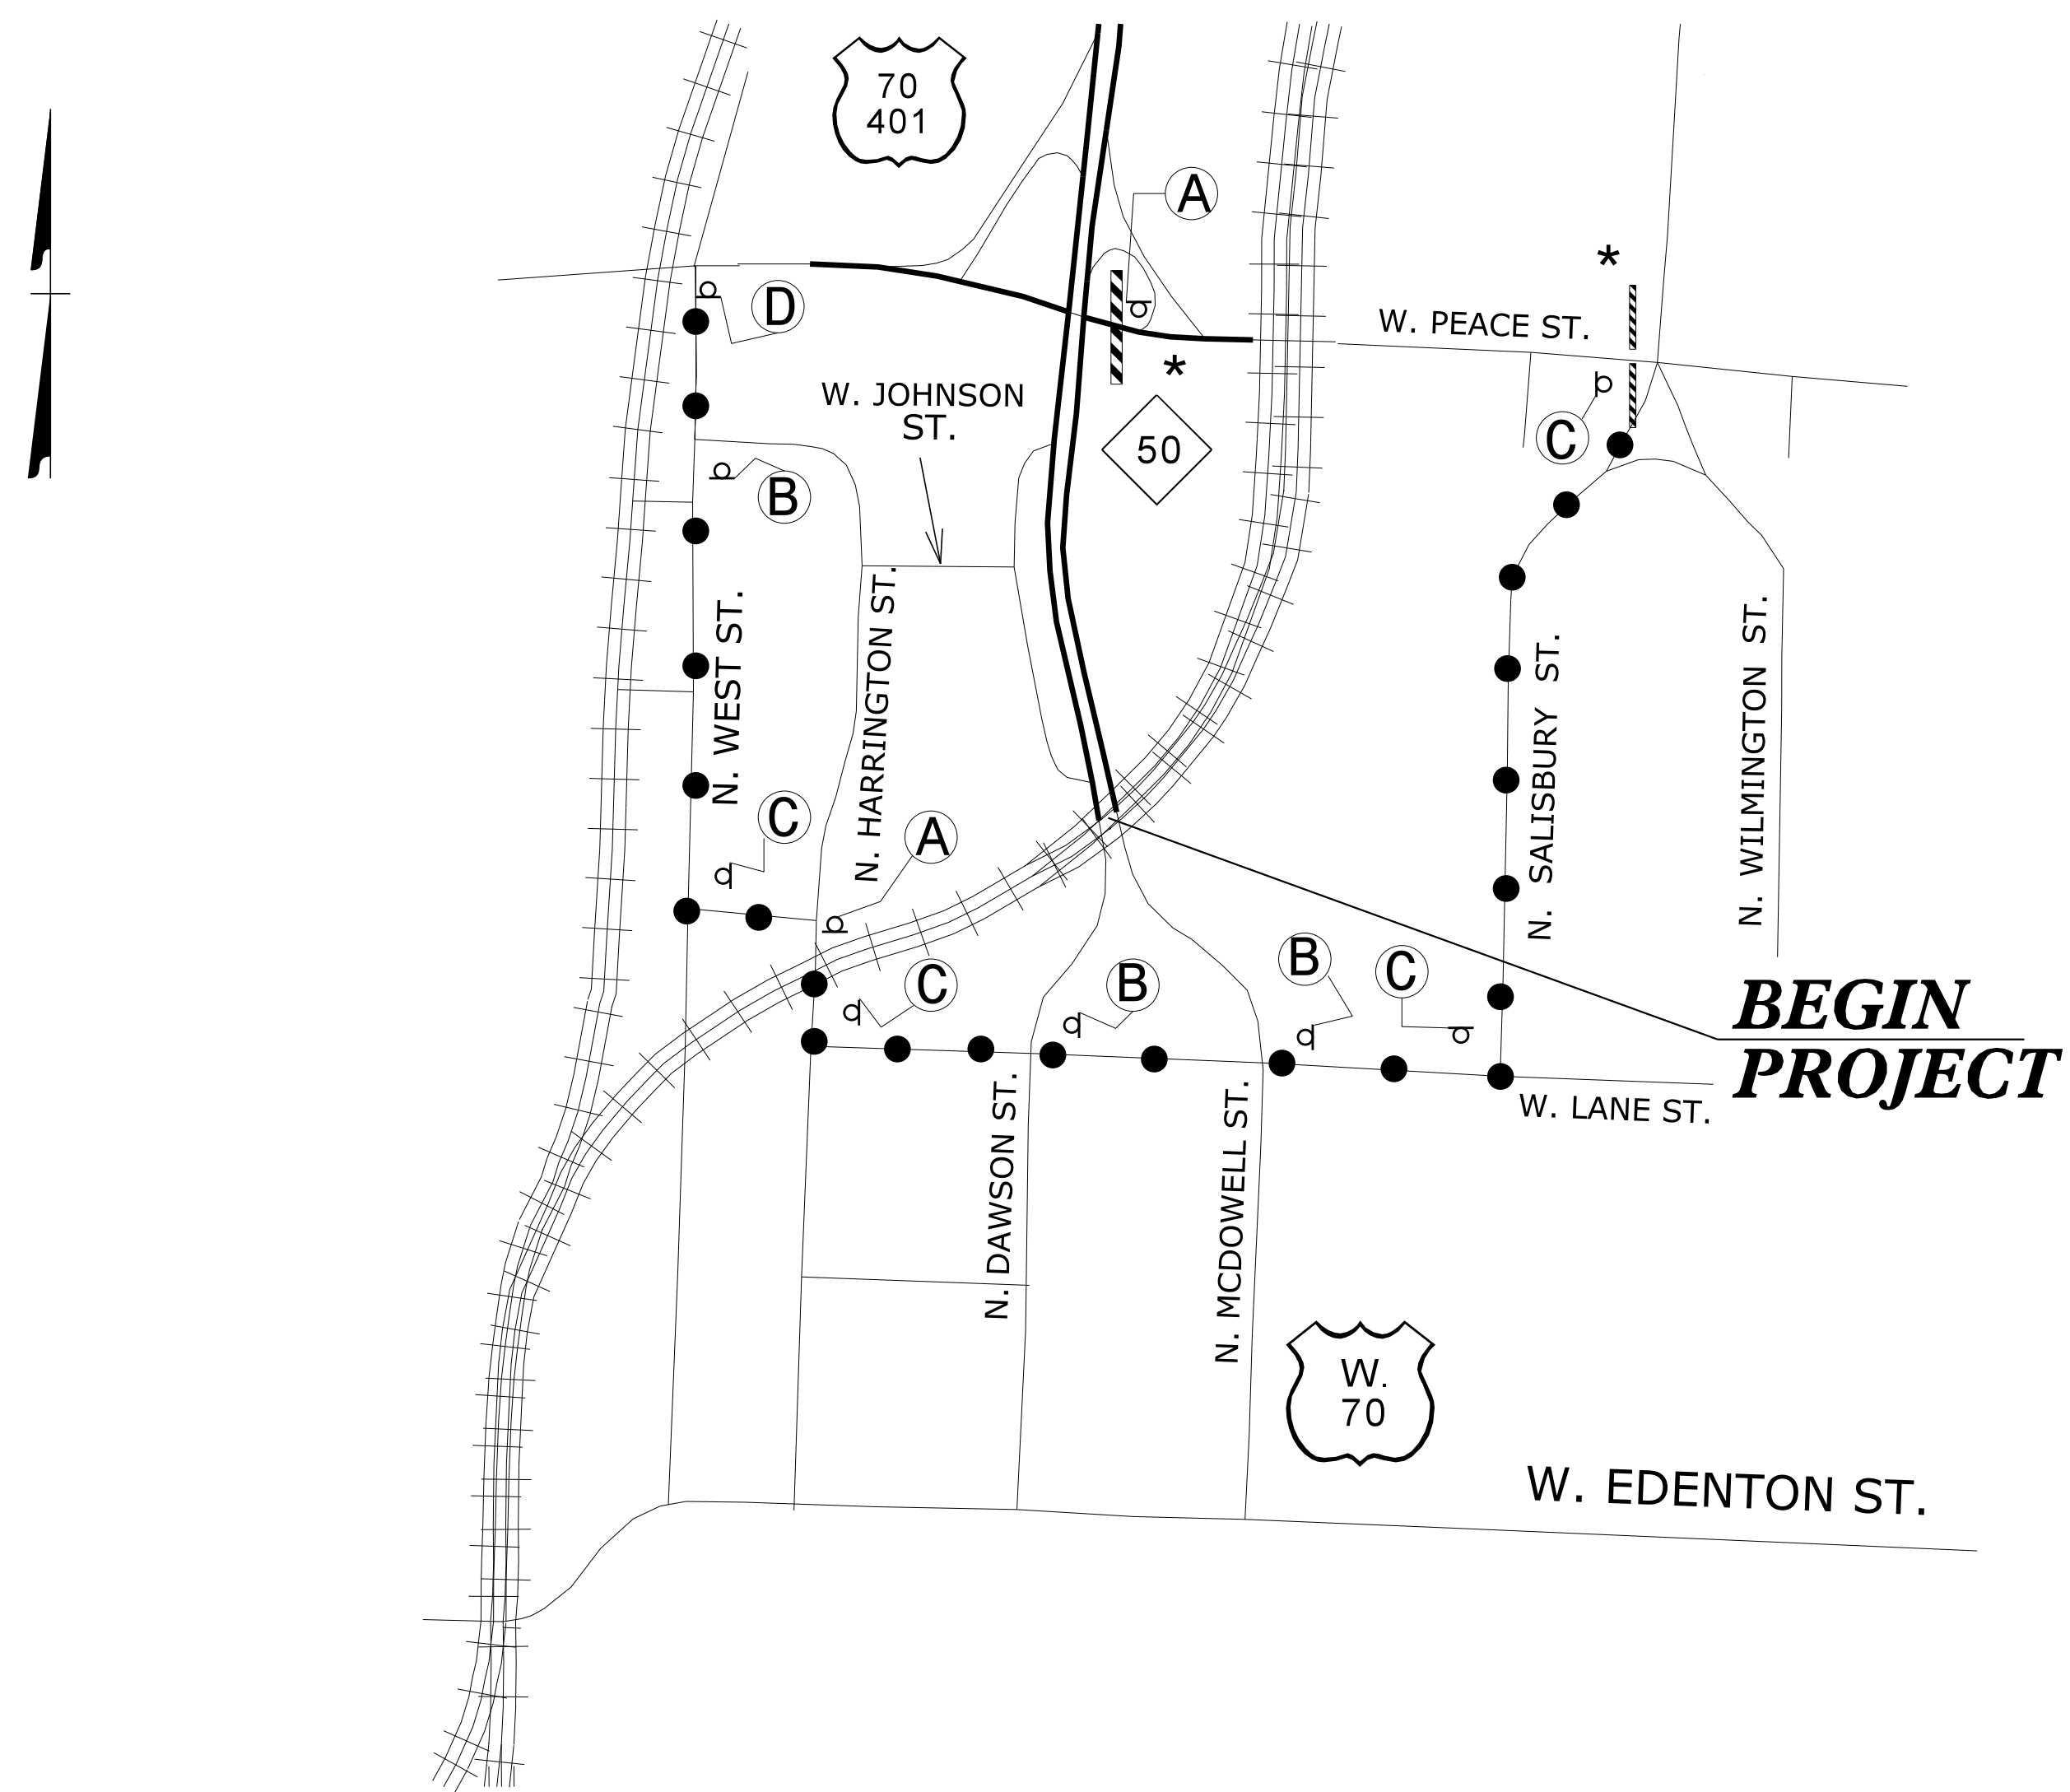 70
401
A
*
W. PEACE ST.
D
*
W. JOHNSON
ST.
50
C
B
N. WEST ST.
N. HARRINGTON ST.
N. SALISBURY ST.
N. WILMINGTON ST.
C
A
C
B
B
C
BEGIN
PROJECT
W. LANE ST.
N. DAWSON ST.
N. MCDOWELL ST.
W.
70
W. EDENTON ST.